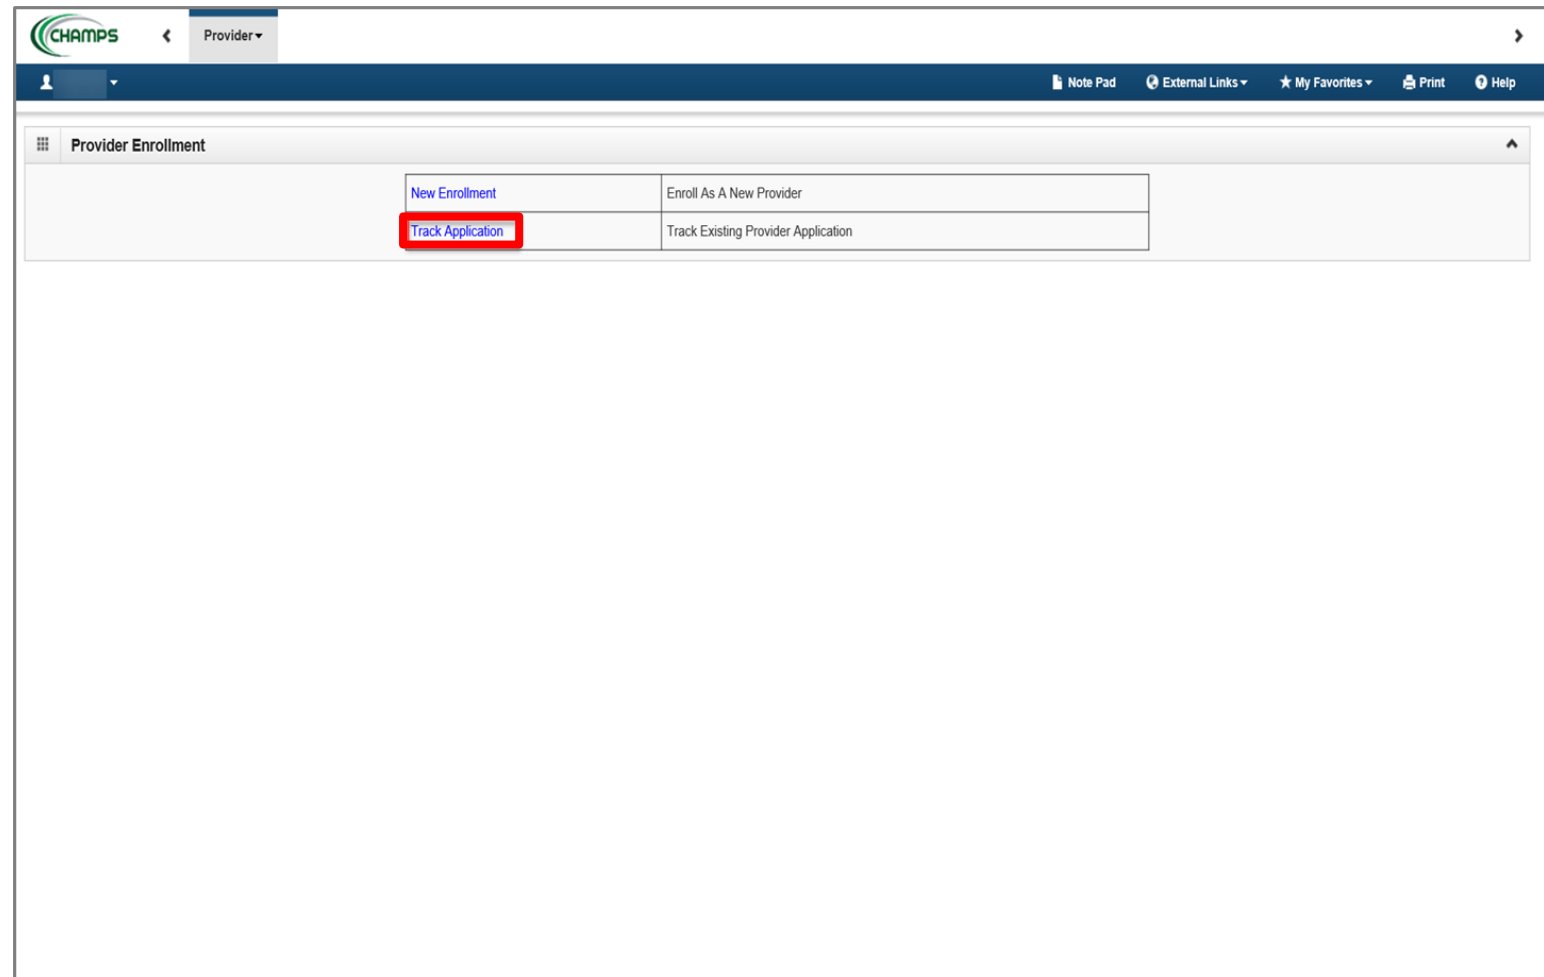 CHAMPS
Provider
Note Pad
External Links
My Favorites
Print
Help
Provider Enrollment
New Enrollment
Enroll As A New Provider
Track Application
Track Existing Provider Application